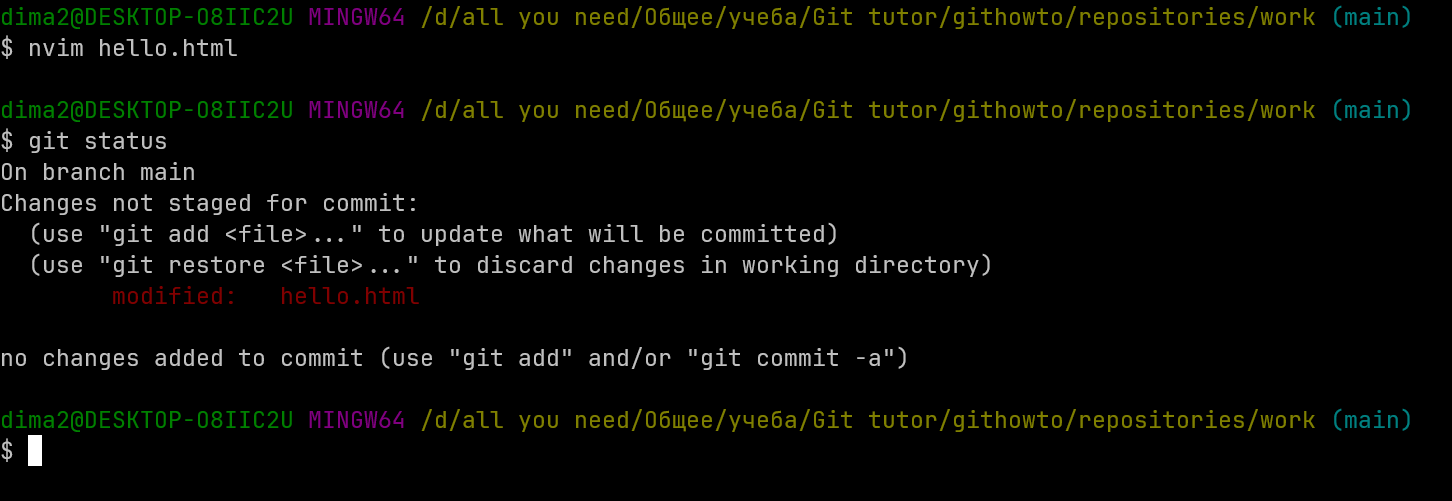 dima2@DESKTOP-O8IIC2U MINGW64 /d/all you need/Общее/учеба/Git tutor/githowto/repositories/work (main)
$ nvim hello.html
dima2@DESKTOP-O8IIC2U MINGW64 /d/all you need/Общее/учеба/Git tutor/githowto/repositories/work (main)
$ git status
On branch main
Changes not staged for commit:
  (use "git add <file>..." to update what will be committed)
  (use "git restore <file>..." to discard changes in working directory)
        modified:   hello.html
no changes added to commit (use "git add" and/or "git commit -a")
dima2@DESKTOP-O8IIC2U MINGW64 /d/all you need/Общее/учеба/Git tutor/githowto/repositories/work (main)
$